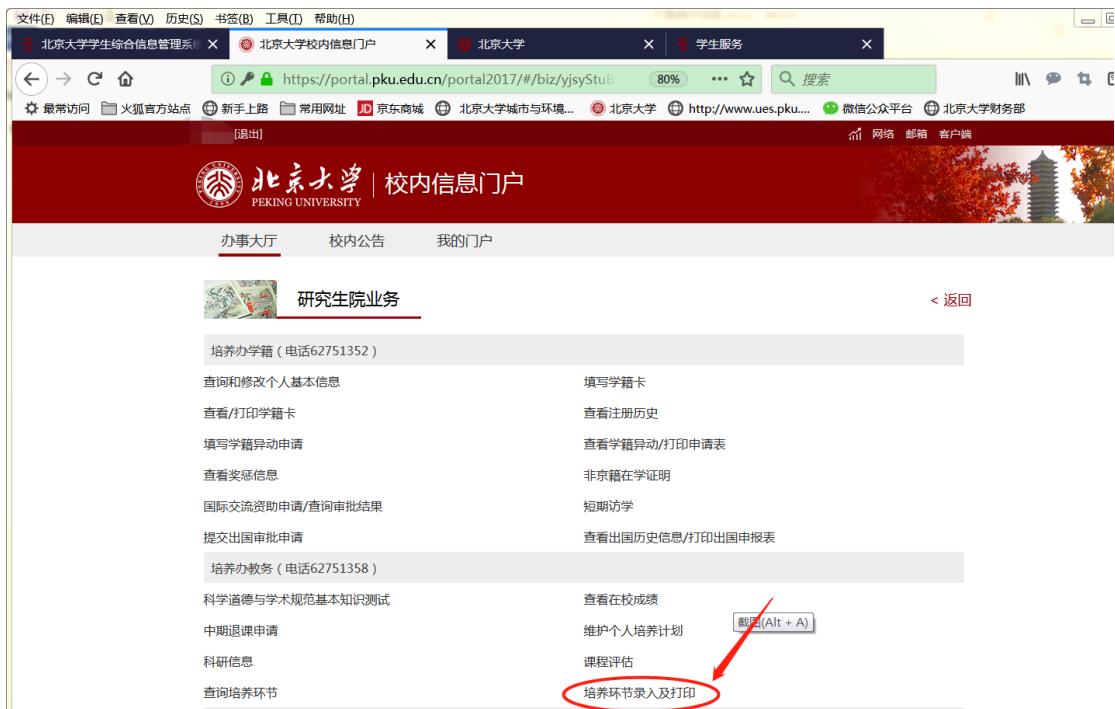 文件(F) 编辑(E) 查看(V) 历史(S) 书签(B) 工具(T) 帮助(H)
北京大学学生综合信息管理系统 北京大学校内信息门户 北京大学 学生服务
https://portal.pku.edu.cn/portal2017/#/biz/yjsyStuB 80% 搜索
最常访问 火狐官方站点 新手上路 常用网址 JD 京东商城 北京大学城市与环境... 北京大学 http://www.ues.pku.... 微信公众平台 北京大学财务部
[退出] 网络 邮箱 客户端
北京大学 校内信息门户
PEKING UNIVERSITY
办事大厅 校内公告 我的门户
研究生院业务 < 返回
培养办学籍（电话62751352）
查询和修改个人基本信息 填写学籍卡
查看/打印学籍卡 查看注册历史
填写学籍异动申请 查看学籍异动/打印申请表
查看奖惩信息 非京籍在学证明
国际交流资助申请/查询审批结果 短期访学
提交出国审批申请 查看出国历史信息/打印出国申报表
培养办教务（电话62751358）
科学道德与学术规范基本知识测试 查看在校成绩
中期退课申请 维护个人培养计划 截图(Alt + A)
科研信息 课程评估
查询培养环节 培养环节录入及打印